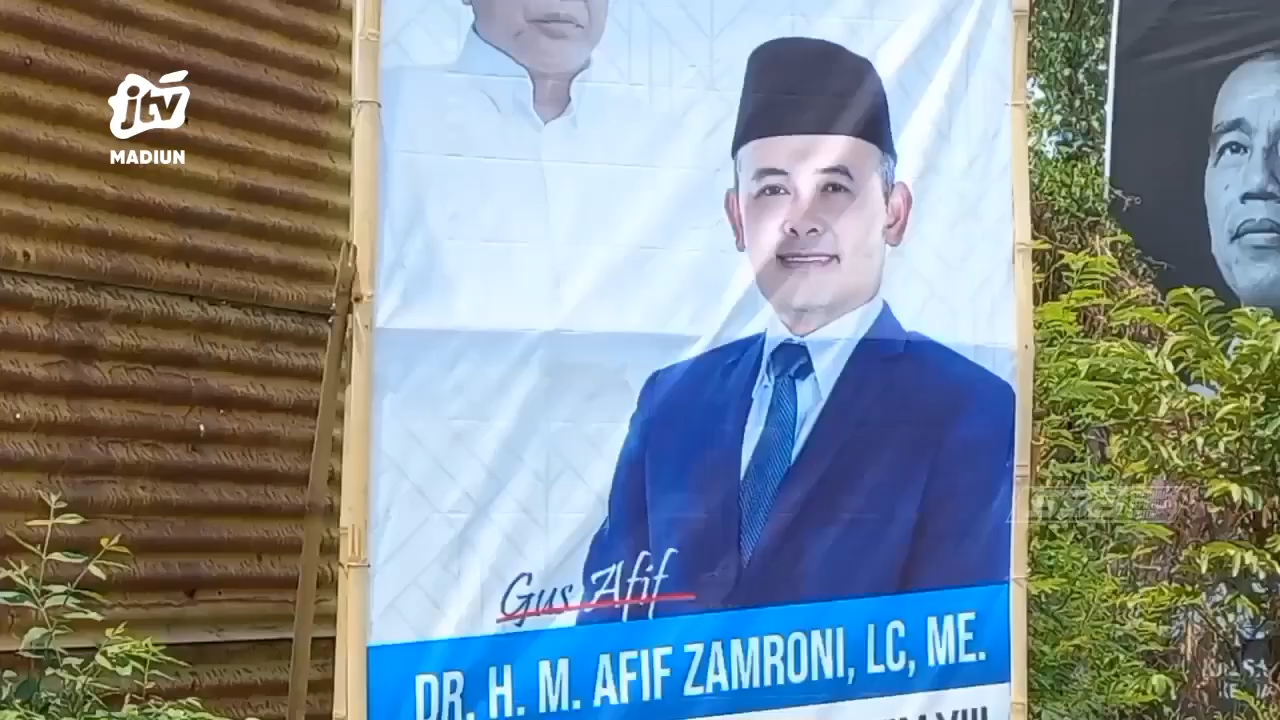 jtv
MADIUN
Gus Afif
DR. H. M. AFIF ZAMRONI, LC, ME.